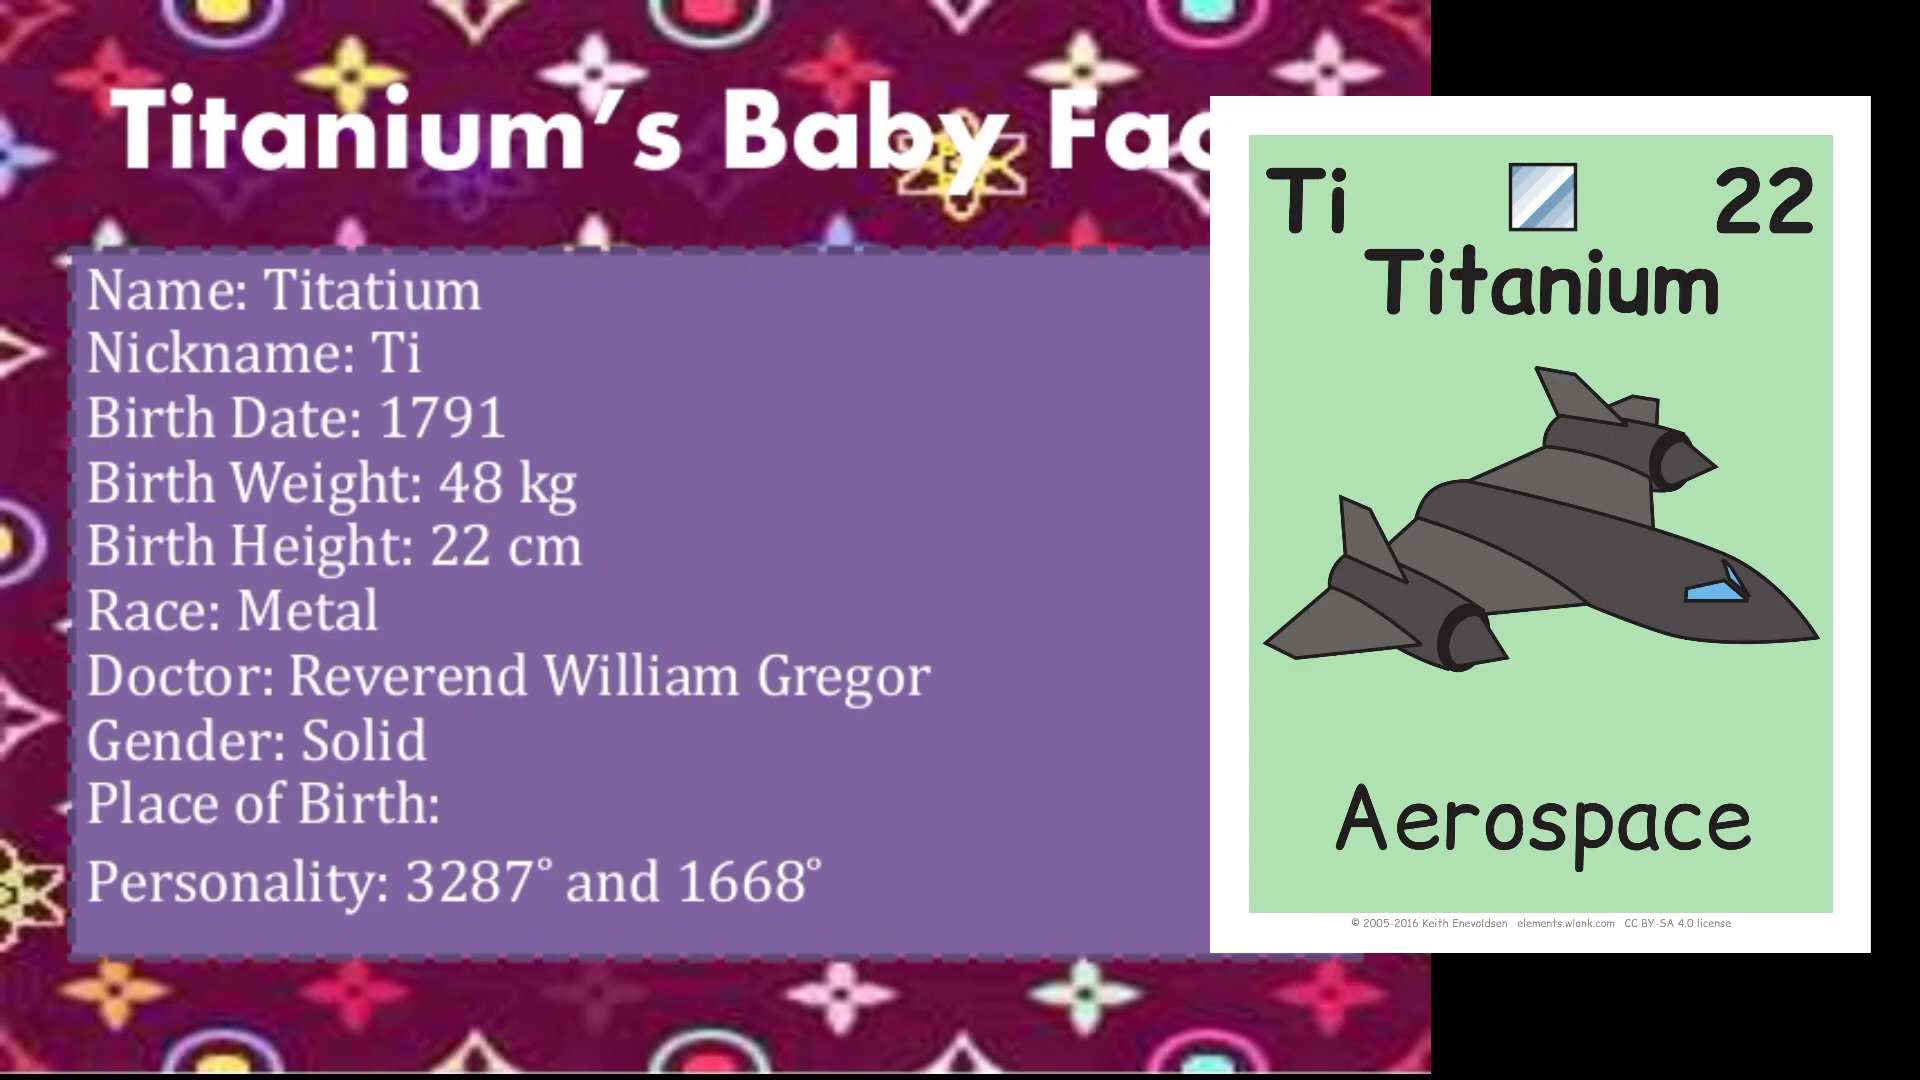 Titanium's Baby Fac
Name: Titatium
Nickname: Ti
Birth Date: 1791
Birth Weight: 48 kg
Birth Height: 22 cm
Race: Metal
Doctor: Reverend William Gregor
Gender: Solid
Place of Birth:
Personality: 3287° and 1668°
Ti 22
Titanium
Aerospace
© 2005-2016 Keith Enevoldsen elements.wlonk.com CC BY-SA 4.0 license